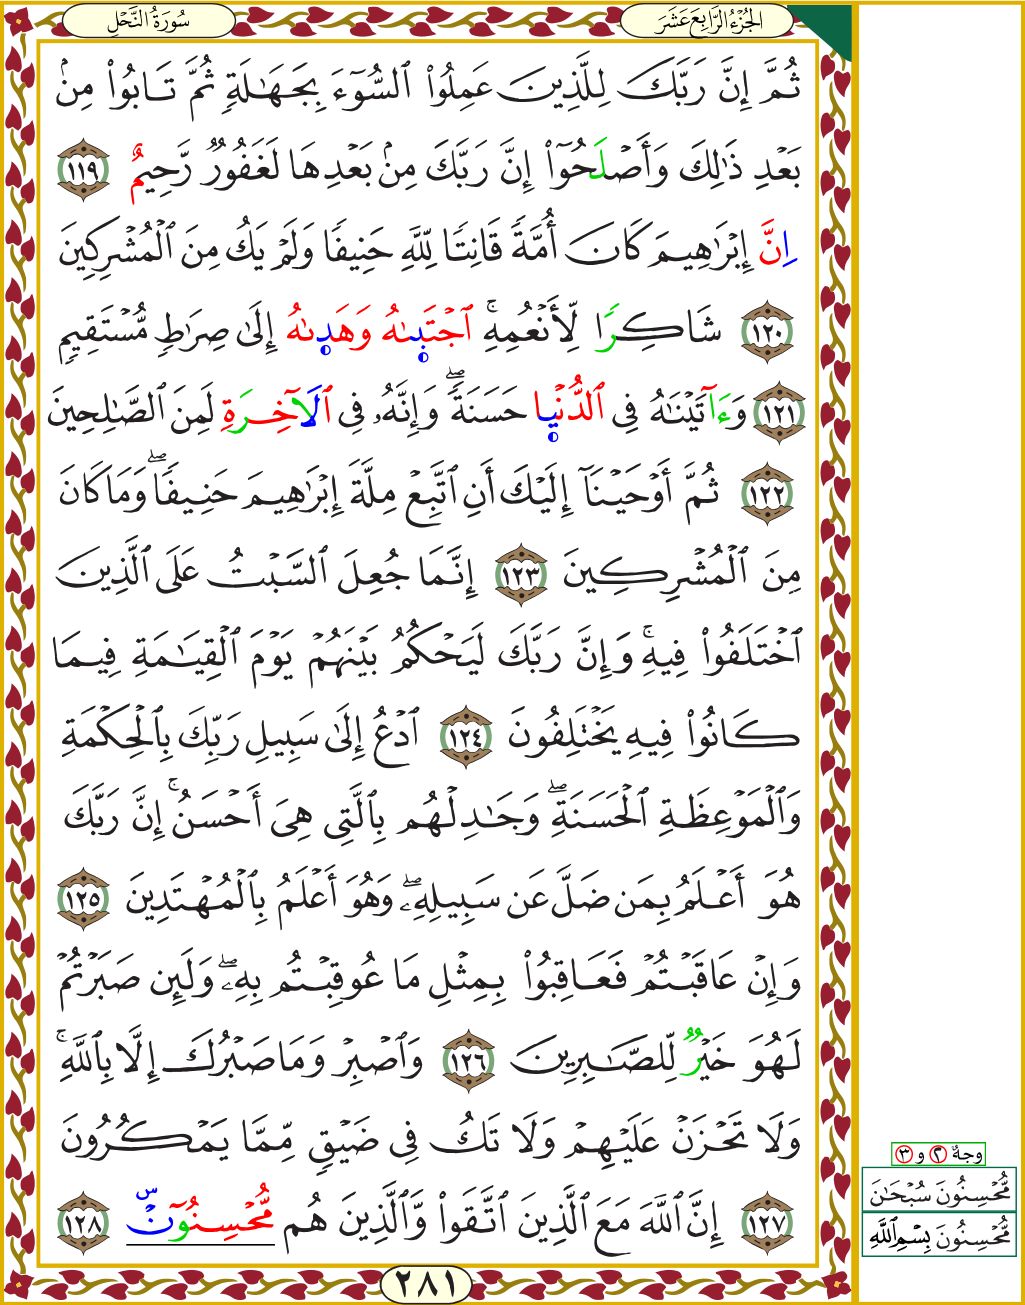 سُورَةُ النَّحْلِ
الجُزْءُ الرَّابِعَ عَشَرَ
ثُمَّ إِنَّ رَبَّكَ لِلَّذِينَ عَمِلُوا۟ ٱلسُّوٓءَ بِجَهَـٰلَةٍ ثُمَّ تَابُوا۟ مِنۢ
بَعْدِ ذَٰلِكَ وَأَصْلَحُوٓا۟ إِنَّ رَبَّكَ مِنۢ بَعْدِهَا لَغَفُورٌ رَّحِيمٌ ١١٩
اِنَّ إِبْرَٰهِيمَ كَانَ أُمَّةً قَانِتًا لِّلَّهِ حَنِيفًا وَلَمْ يَكُ مِنَ ٱلْمُشْرِكِينَ
١٢٠ شَاكِرًا لِّأَنْعُمِهِ ۚ ٱجْتَبَىٰهُ وَهَدَىٰهُ إِلَىٰ صِرَٰطٍ مُّسْتَقِيمٍ
١٢١ وَءَاتَيْنَـٰهُ فِى ٱلدُّنْيَا حَسَنَةً ۖ وَإِنَّهُۥ فِى ٱلَآخِرَةِ لَمِنَ ٱلصَّـٰلِحِينَ
١٢٢ ثُمَّ أَوْحَيْنَآ إِلَيْكَ أَنِ ٱتَّبِعْ مِلَّةَ إِبْرَٰهِيمَ حَنِيفًا ۖ وَمَا كَانَ
مِنَ ٱلْمُشْرِكِينَ ١٢٣ إِنَّمَا جُعِلَ ٱلسَّبْتُ عَلَى ٱلَّذِينَ
ٱخْتَلَفُوا۟ فِيهِ ۚ وَإِنَّ رَبَّكَ لَيَحْكُمُ بَيْنَهُمْ يَوْمَ ٱلْقِيَـٰمَةِ فِيمَا
كَانُوا۟ فِيهِ يَخْتَلِفُونَ ١٢٤ ٱدْعُ إِلَىٰ سَبِيلِ رَبِّكَ بِٱلْحِكْمَةِ
وَٱلْمَوْعِظَةِ ٱلْحَسَنَةِ ۖ وَجَـٰدِلْهُم بِٱلَّتِى هِىَ أَحْسَنُ ۚ إِنَّ رَبَّكَ
هُوَ أَعْلَمُ بِمَن ضَلَّ عَن سَبِيلِهِۦ ۖ وَهُوَ أَعْلَمُ بِٱلْمُهْتَدِينَ ١٢٥
وَإِنْ عَاقَبْتُمْ فَعَاقِبُوا۟ بِمِثْلِ مَا عُوقِبْتُم بِهِۦ ۖ وَلَئِن صَبَرْتُمْ
لَهُوَ خَيْرٌ لِّلصَّـٰبِرِينَ ١٢٦ وَٱصْبِرْ وَمَا صَبْرُكَ إِلَّا بِٱللَّهِ ۚ
وَلَا تَحْزَنْ عَلَيْهِمْ وَلَا تَكُ فِى ضَيْقٍ مِّمَّا يَمْكُرُونَ
١٢٧ إِنَّ ٱللَّهَ مَعَ ٱلَّذِينَ ٱتَّقَوا۟ وَّٱلَّذِينَ هُم مُّحْسِنُوٓنَ ۜ ١٢٨
وجهٌ ٢ و ٣
مُّحْسِنُونَ سُبْحَـٰنَ
مُّحْسِنُونَ بِسْمِ ٱللَّهِ
٢٨١